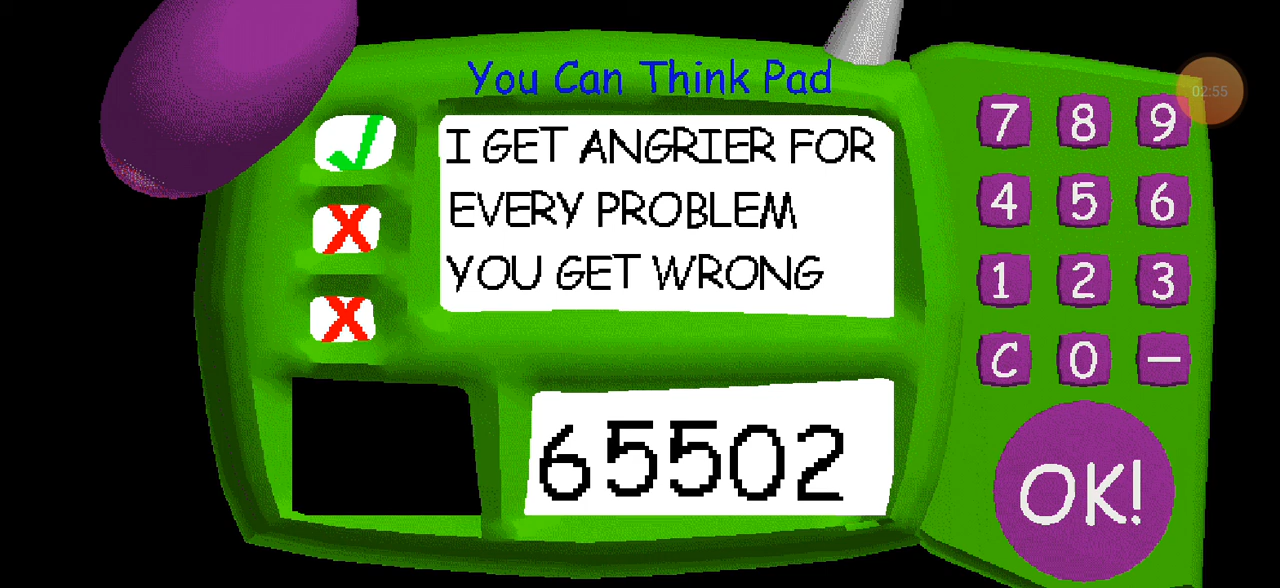 You Can Think Pad
I GET ANGRIER FOR
EVERY PROBLEM
YOU GET WRONG
65502
7 8 9
4 5 6
1 2 3
C 0 —
OK!
02:55